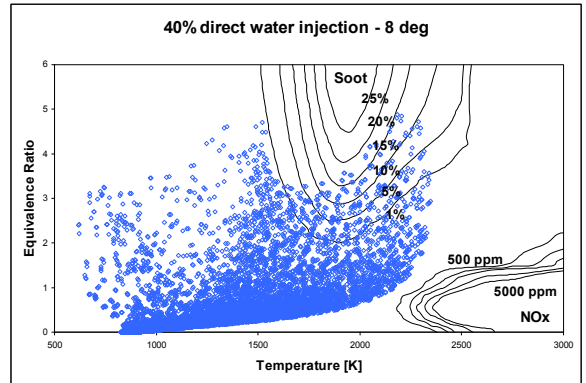 40% direct water injection - 8 deg
Equivalence Ratio
6
5
4
3
2
1
0
Soot
25%
20%
15%
10%
5%
1%
500 ppm
5000 ppm
NOx
500 1000 1500 2000 2500 3000
Temperature [K]